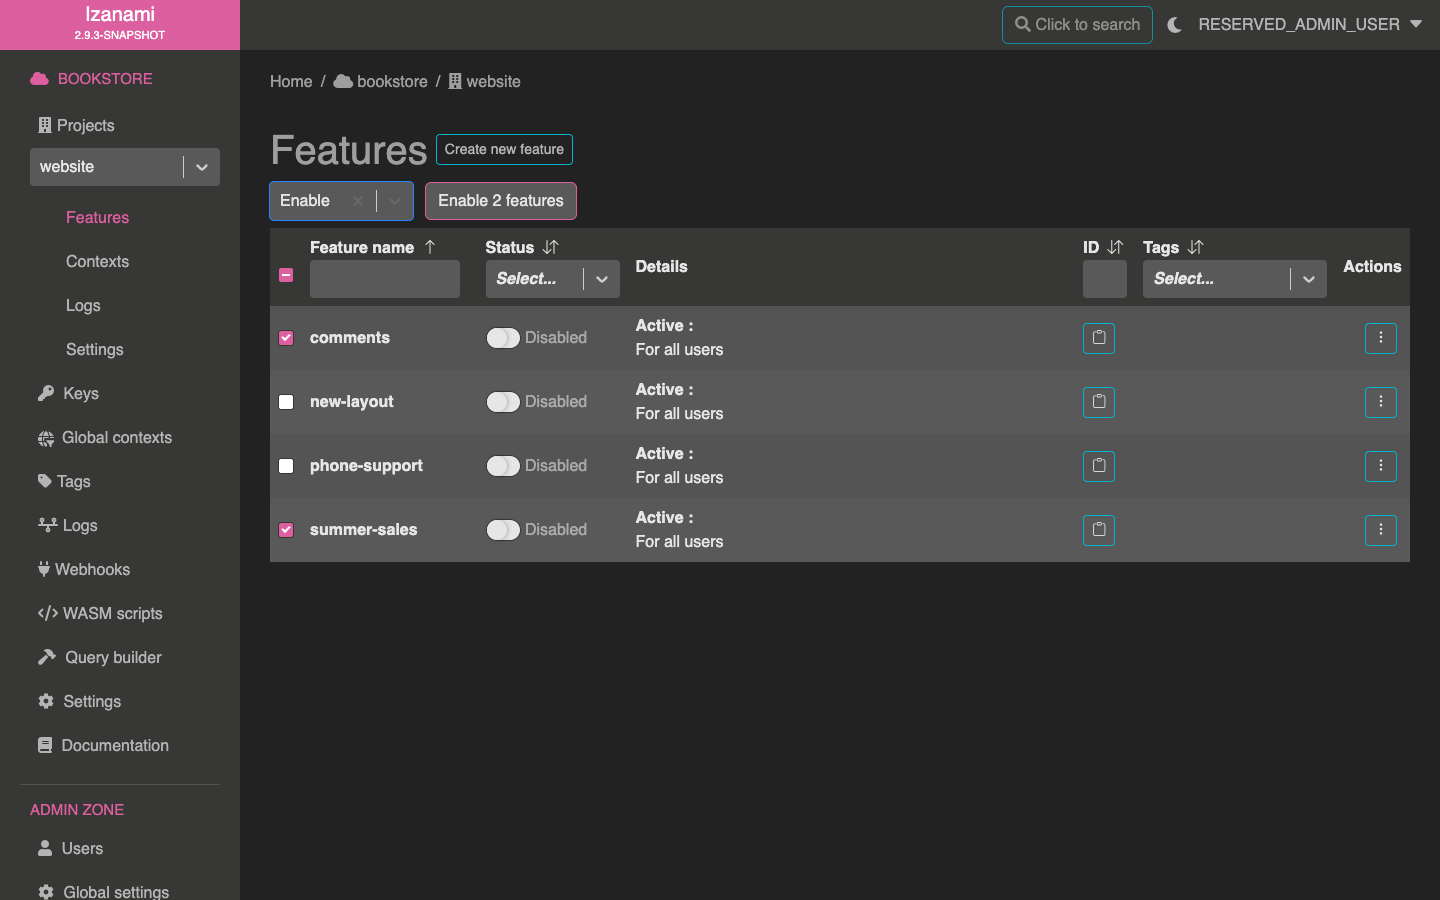 Izanami
2.9.3-SNAPSHOT
Click to search
RESERVED_ADMIN_USER
BOOKSTORE
Projects
website
Features
Contexts
Logs
Settings
Keys
Global contexts
Tags
Logs
Webhooks
WASM scripts
Query builder
Settings
Documentation
ADMIN ZONE
Users
Global settings
Home / bookstore / website
Features Create new feature
Enable Enable 2 features
Feature name Status Details ID Tags Actions
Select... Select...
comments Disabled Active :
For all users
new-layout Disabled Active :
For all users
phone-support Disabled Active :
For all users
summer-sales Disabled Active :
For all users